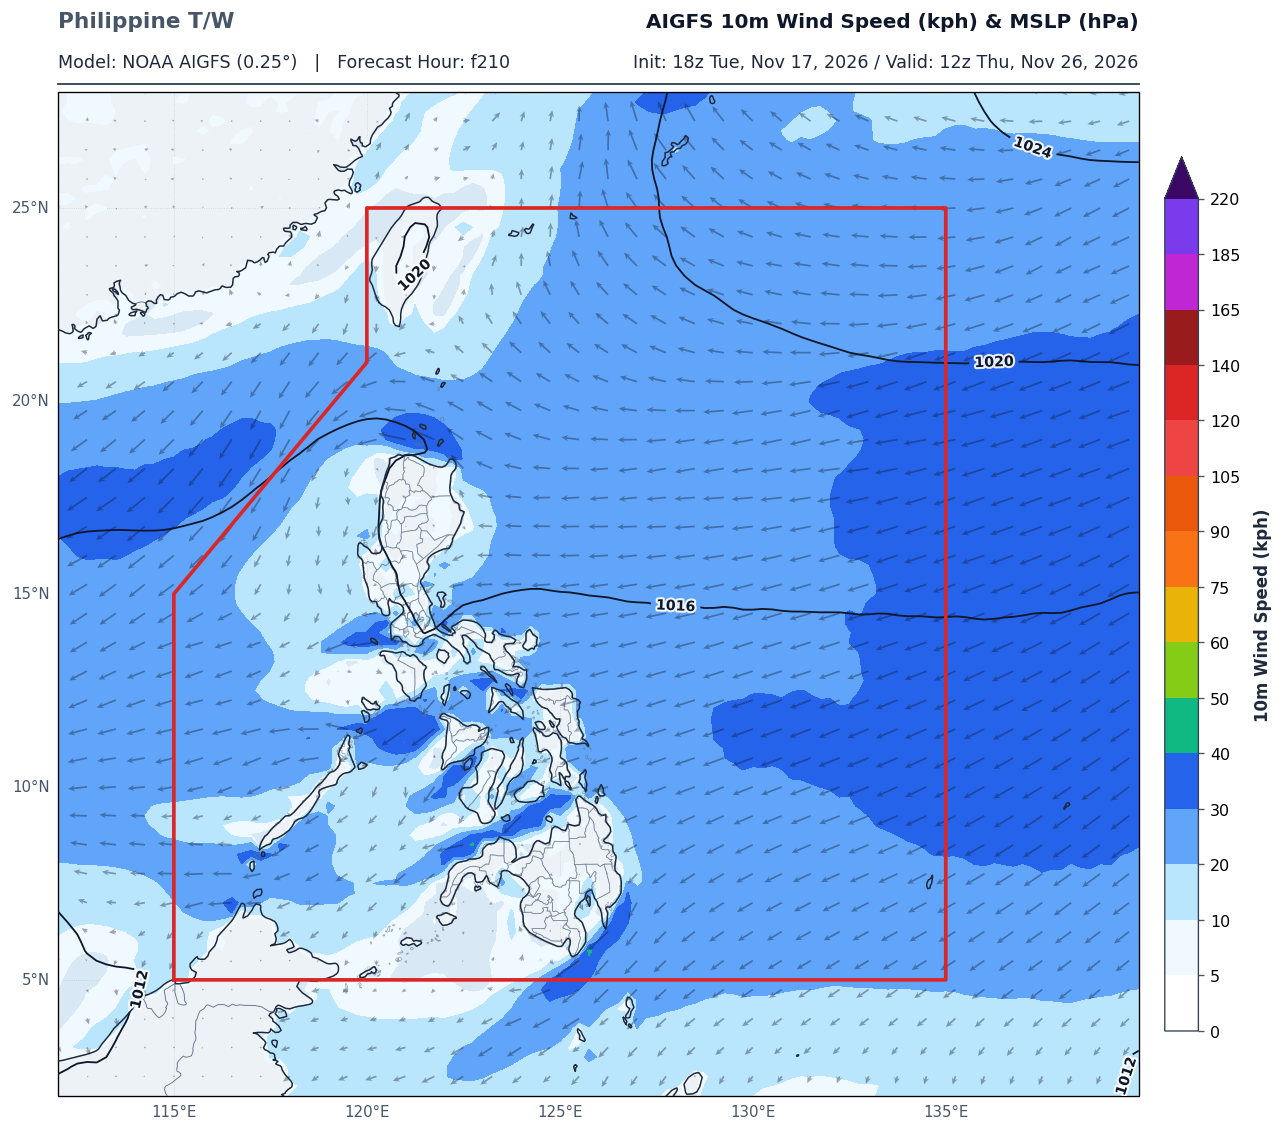 Philippine T/W
AIGFS 10m Wind Speed (kph) & MSLP (hPa)
Model: NOAA AIGFS (0.25°) | Forecast Hour: f210
Init: 18z Tue, Nov 17, 2026 / Valid: 12z Thu, Nov 26, 2026
1024
1020
1020
1016
1012
1012
25°N
20°N
15°N
10°N
5°N
115°E
120°E
125°E
130°E
135°E
220
185
165
140
120
105
90
75
60
50
40
30
20
10
5
0
10m Wind Speed (kph)